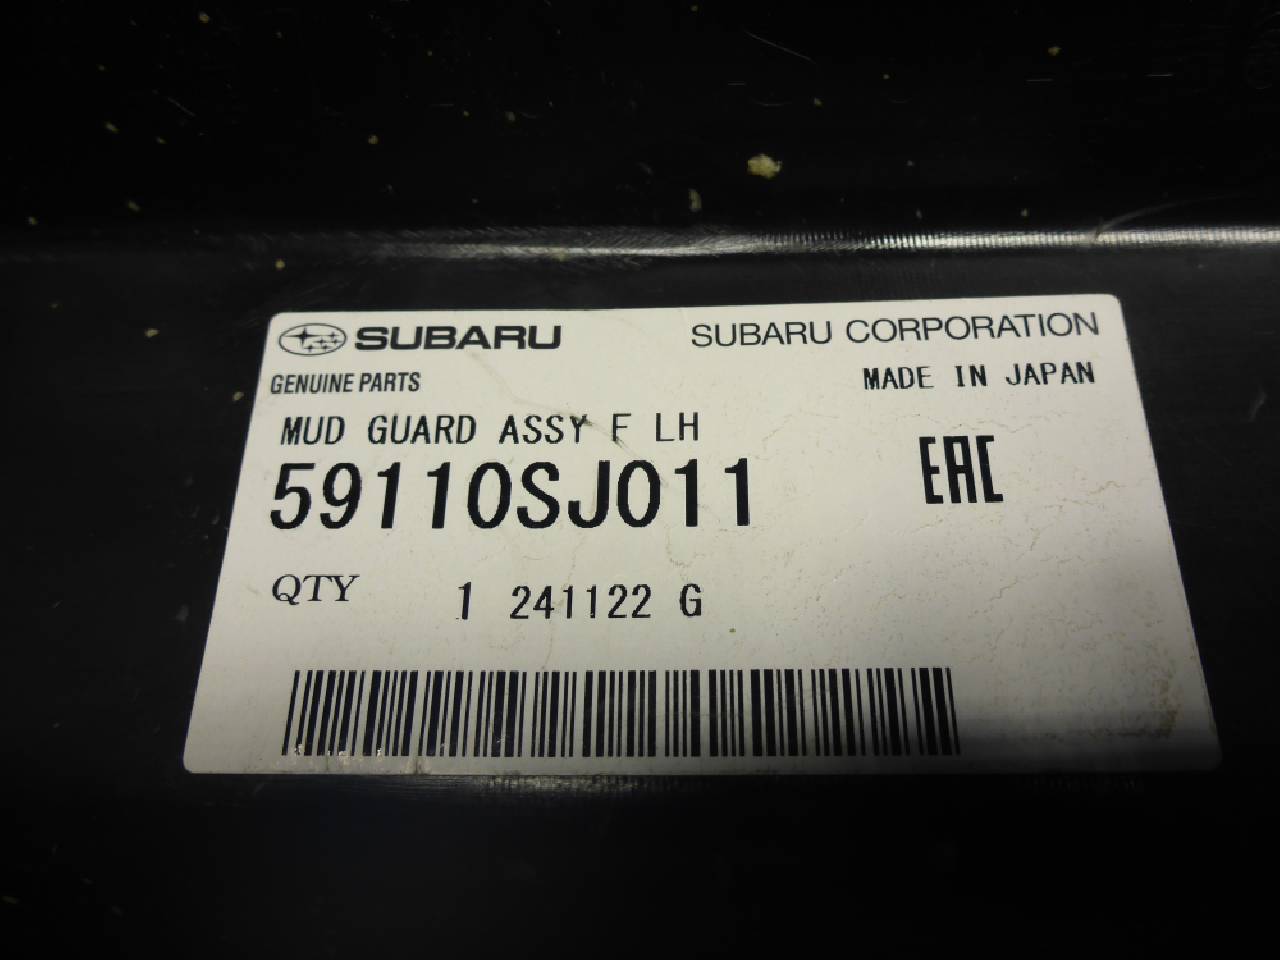 SUBARU SUBARU CORPORATION
GENUINE PARTS MADE IN JAPAN
MUD GUARD ASSY F LH
59110SJ011
EAC
QTY 1 241122 G